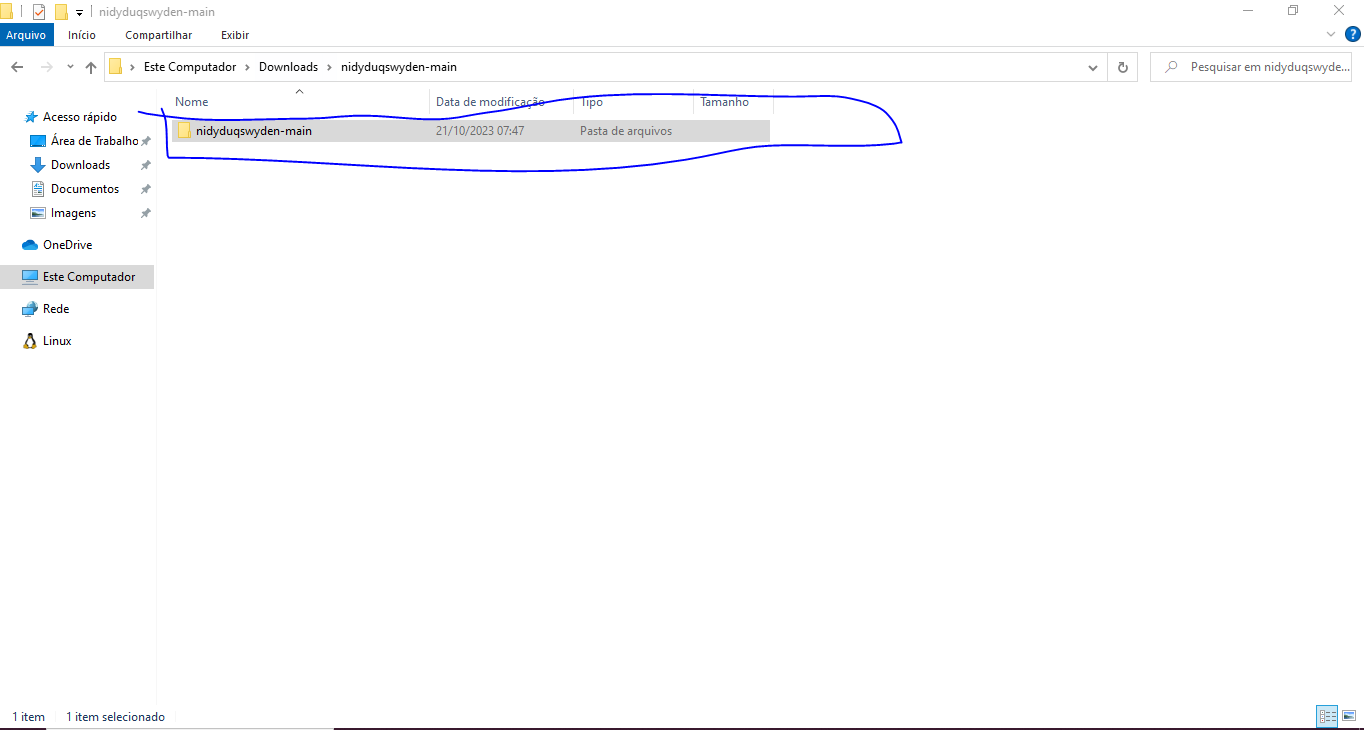 nidyduqswyden-main
Arquivo Início Compartilhar Exibir
Este Computador Downloads nidyduqswyden-main Pesquisar em nidyduqswyde...
Nome Data de modificação Tipo Tamanho
nidyduqswyden-main 21/10/2023 07:47 Pasta de arquivos
Acesso rápido
Área de Trabalho
Downloads
Documentos
Imagens
OneDrive
Este Computador
Rede
Linux
1 item 1 item selecionado